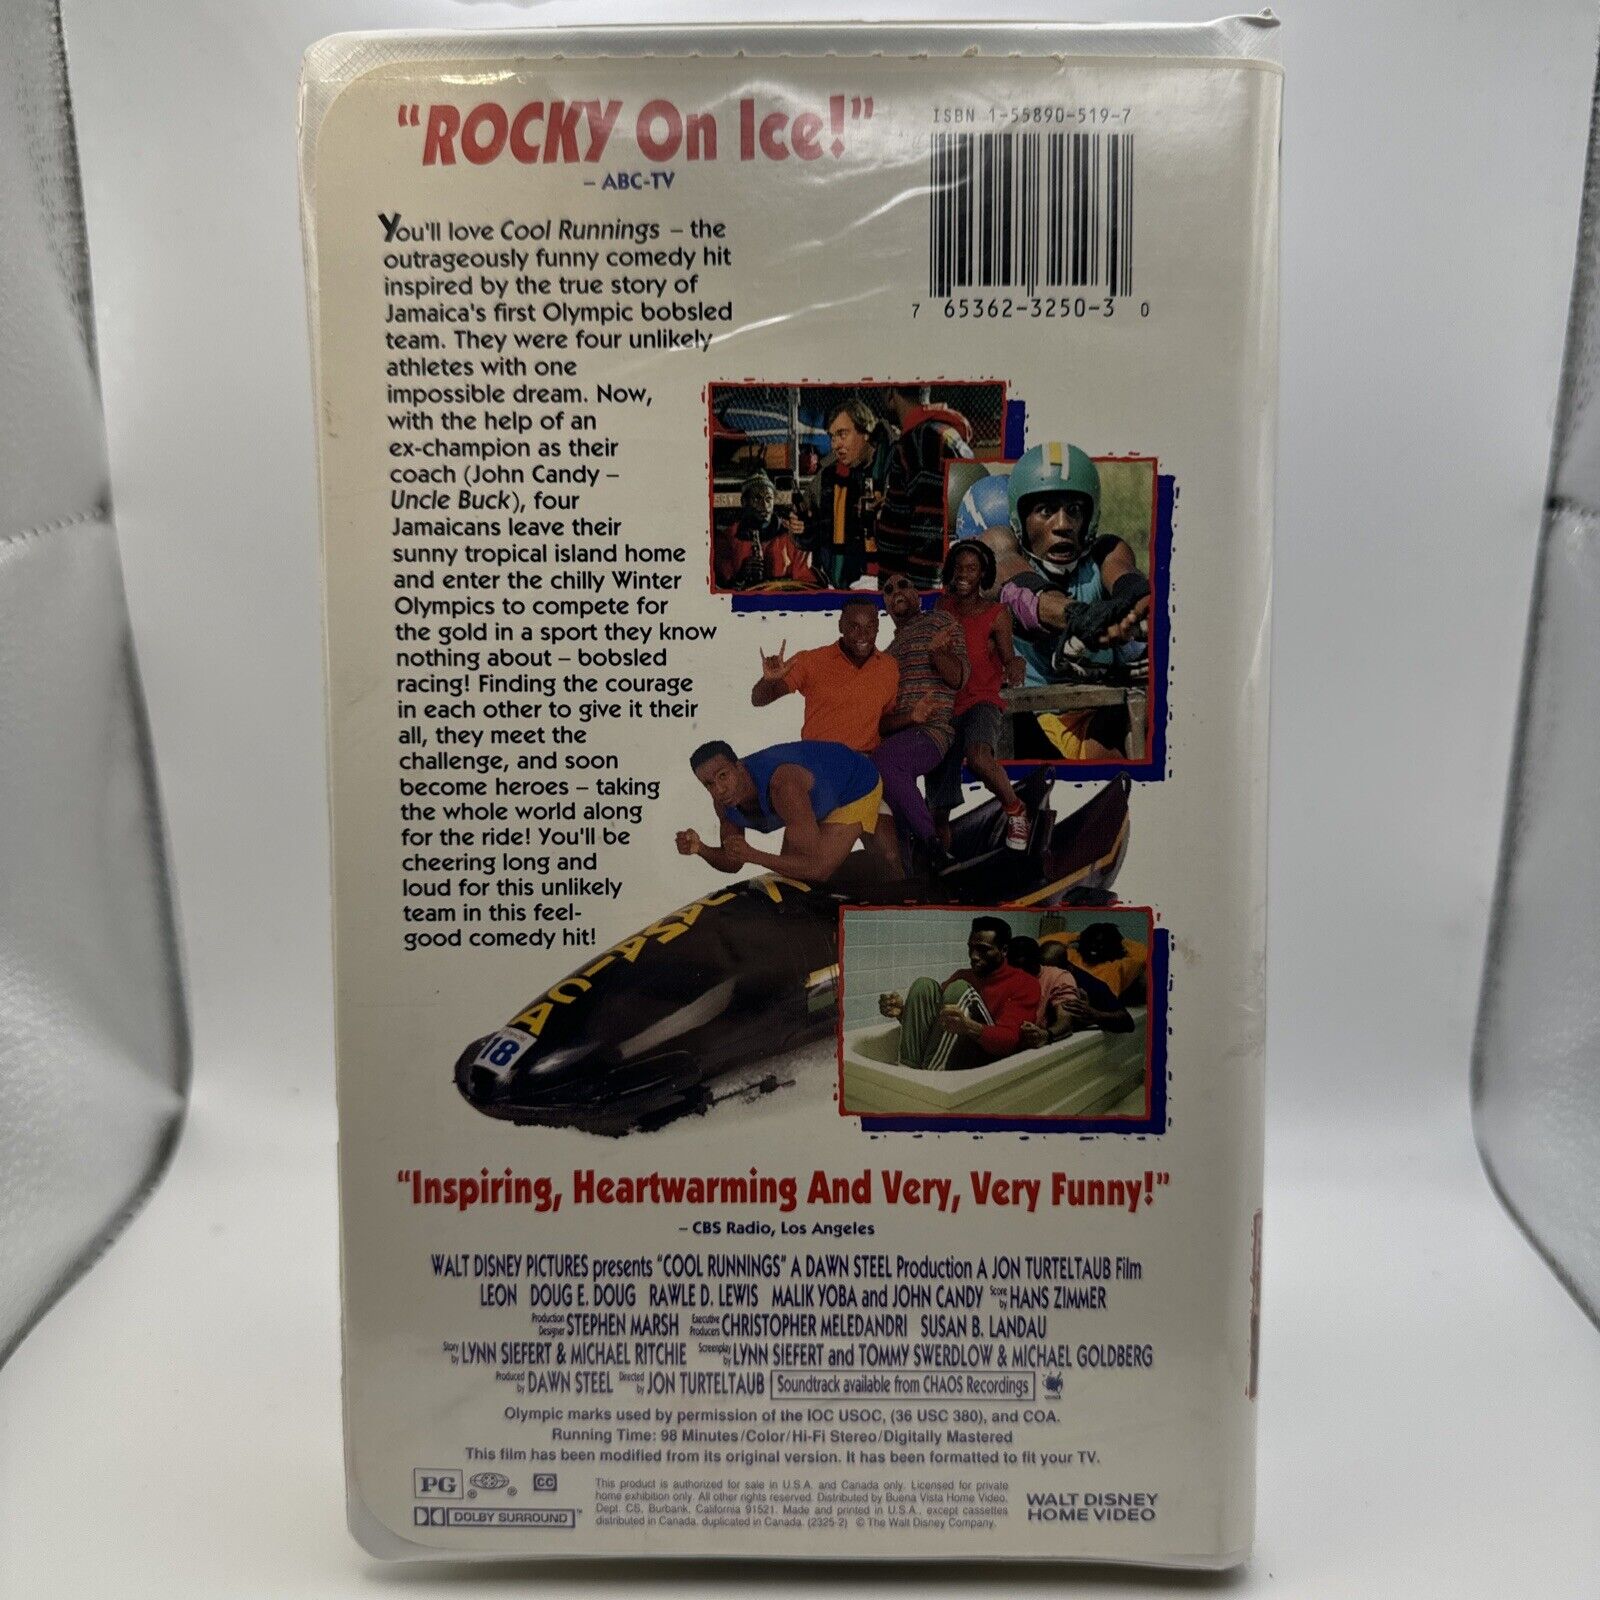 “ROCKY On Ice!”
– ABC-TV
ISBN 1-55890-519-7
7 65362-3250-3 0
You'll love Cool Runnings – the
outrageously funny comedy hit
inspired by the true story of
Jamaica's first Olympic bobsled
team. They were four unlikely
athletes with one
impossible dream. Now,
with the help of an
ex-champion as their
coach (John Candy –
Uncle Buck), four
Jamaicans leave their
sunny tropical island home
and enter the chilly Winter
Olympics to compete for
the gold in a sport they know
nothing about – bobsled
racing! Finding the courage
in each other to give it their
all, they meet the
challenge, and soon
become heroes – taking
the whole world along
for the ride! You'll be
cheering long and
loud for this unlikely
team in this feel-
good comedy hit!
JAMAICA
18
“Inspiring, Heartwarming And Very, Very Funny!”
– CBS Radio, Los Angeles
WALT DISNEY PICTURES presents “COOL RUNNINGS” A DAWN STEEL Production A JON TURTELTAUB Film
LEON DOUG E. DOUG RAWLE D. LEWIS MALIK YOBA and JOHN CANDY Score by HANS ZIMMER
Production Designer STEPHEN MARSH Executive Producers CHRISTOPHER MELEDANDRI SUSAN B. LANDAU
Story by LYNN SIEFERT & MICHAEL RITCHIE Screenplay by LYNN SIEFERT and TOMMY SWERDLOW & MICHAEL GOLDBERG
Produced by DAWN STEEL Directed by JON TURTELTAUB Soundtrack available from CHAOS Recordings
Olympic marks used by permission of the IOC USOC, (36 USC 380), and COA.
Running Time: 98 Minutes/Color/Hi-Fi Stereo/Digitally Mastered
This film has been modified from its original version. It has been formatted to fit your TV.
PG ® ® CC
DOLBY SURROUND ™
This product is authorized for sale in U.S.A. and Canada only. Licensed for private
home exhibition only. All other rights reserved. Distributed by Buena Vista Home Video,
Dept. CS, Burbank, California 91521. Made and printed in U.S.A., except cassettes
distributed in Canada, duplicated in Canada. (2325-2) © The Walt Disney Company.
WALT DISNEY
HOME VIDEO